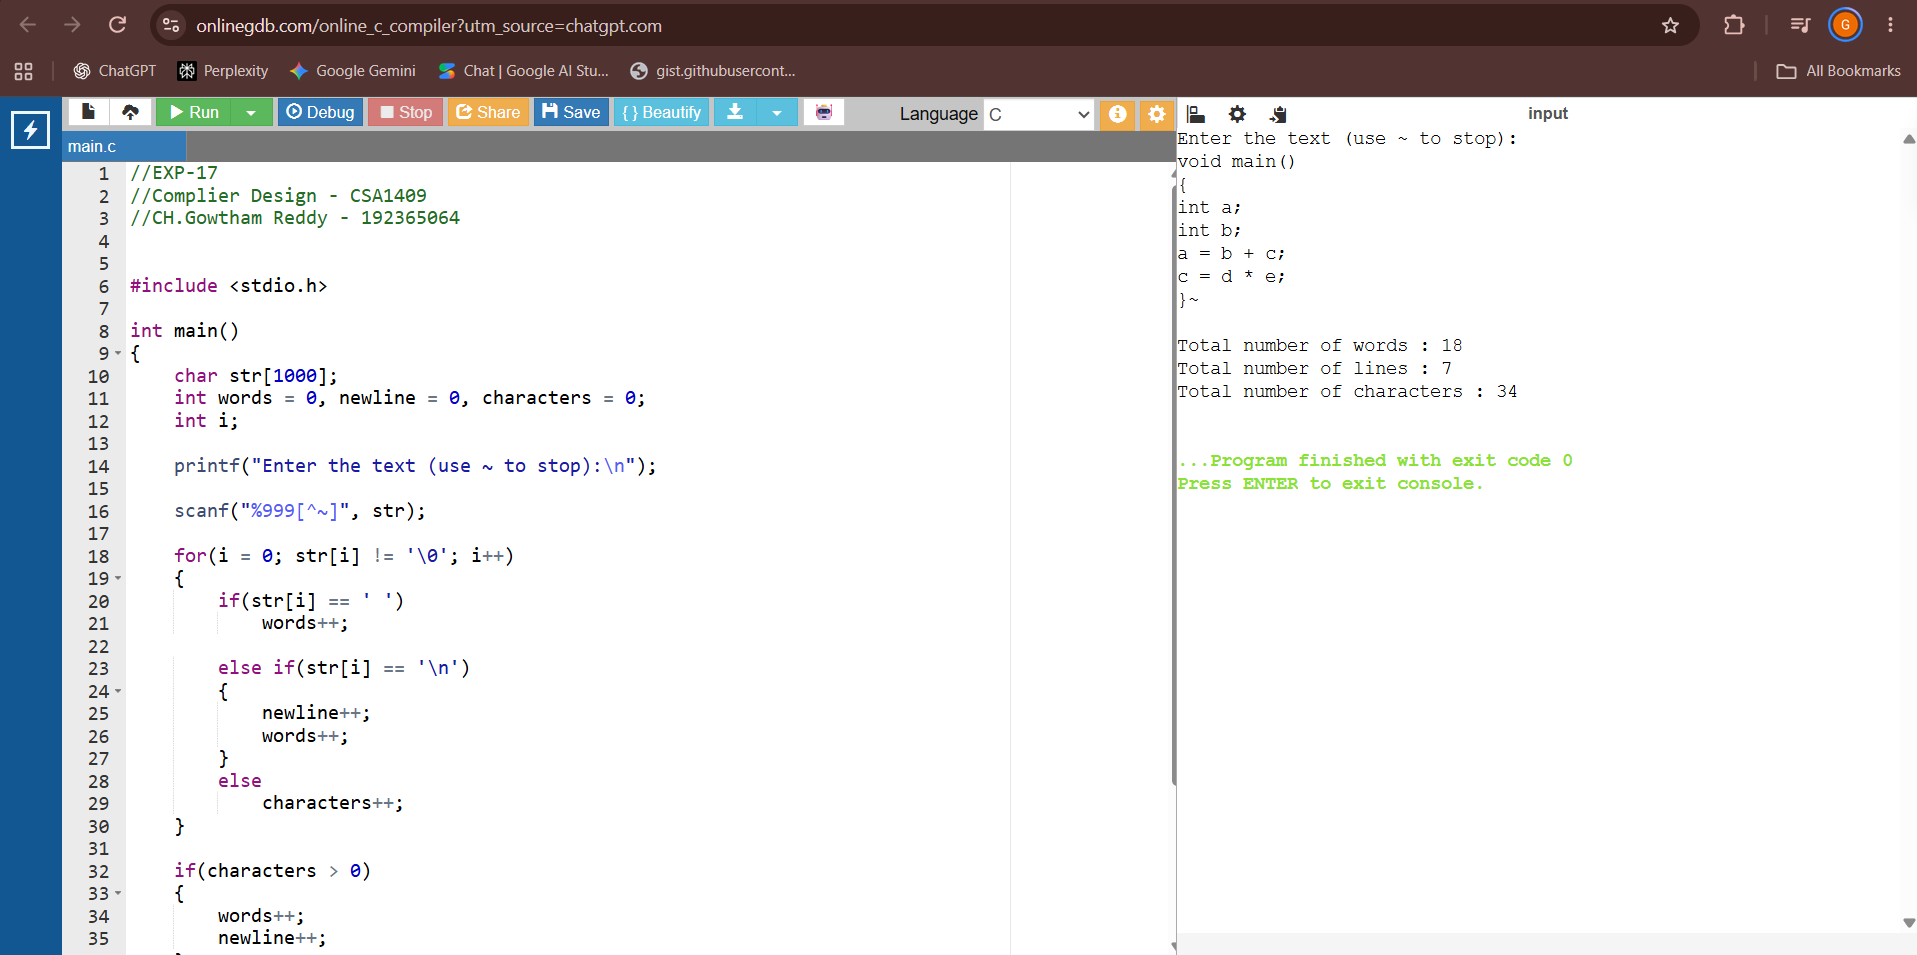 onlinegdb.com/online_c_compiler?utm_source=chatgpt.com
G
ChatGPT
Perplexity
Google Gemini
Chat | Google AI Stu...
gist.githubusercont...
All Bookmarks
Run
Debug
Stop
Share
Save
{ } Beautify
Language
C
input
main.c
1 //EXP-17
2 //Complier Design - CSA1409
3 //CH.Gowtham Reddy - 192365064
4
5
6 #include <stdio.h>
7
8 int main()
9 {
10     char str[1000];
11     int words = 0, newline = 0, characters = 0;
12     int i;
13
14     printf("Enter the text (use ~ to stop):\n");
15
16     scanf("%999[^~]", str);
17
18     for(i = 0; str[i] != '\0'; i++)
19     {
20         if(str[i] == ' ')
21             words++;
22
23         else if(str[i] == '\n')
24         {
25             newline++;
26             words++;
27         }
28         else
29             characters++;
30     }
31
32     if(characters > 0)
33     {
34         words++;
35         newline++;
Enter the text (use ~ to stop):
void main()
{
int a;
int b;
a = b + c;
c = d * e;
}~
Total number of words : 18
Total number of lines : 7
Total number of characters : 34
...Program finished with exit code 0
Press ENTER to exit console.